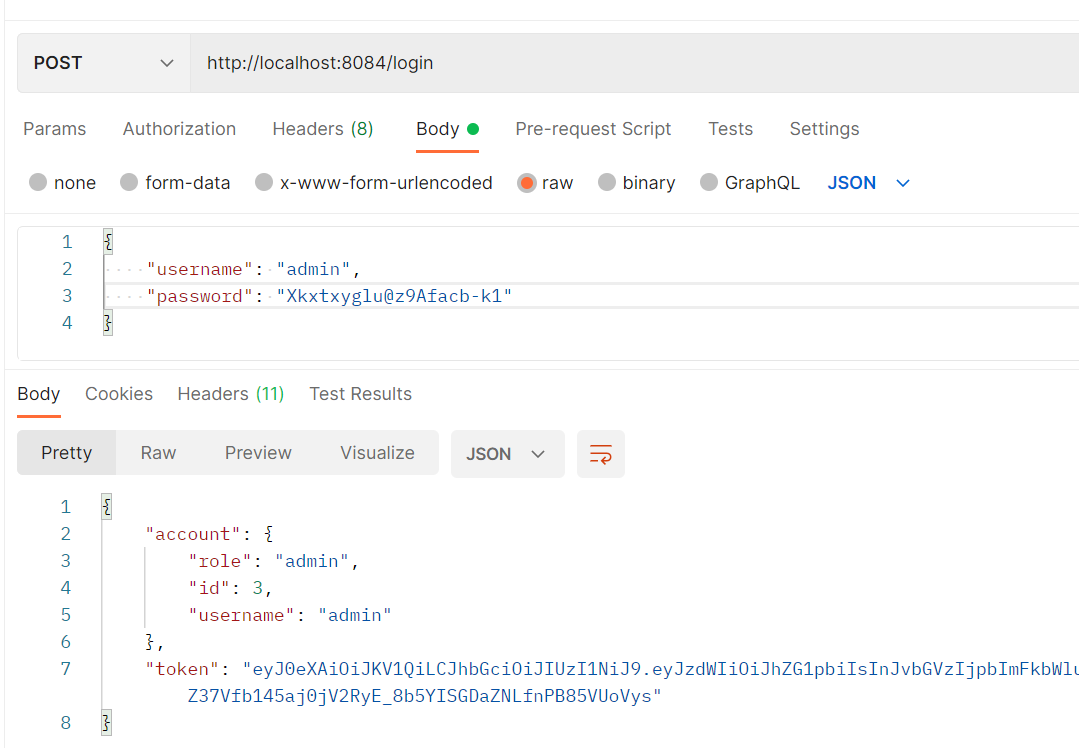 POST http://localhost:8084/login
Params Authorization Headers (8) Body Pre-request Script Tests Settings
none form-data x-www-form-urlencoded raw binary GraphQL JSON
1 {
2 "username": "admin",
3 "password": "Xkxtxyglu@z9Afacb-k1"
4 }
Body Cookies Headers (11) Test Results
Pretty Raw Preview Visualize JSON
1 {
2 "account": {
3 "role": "admin",
4 "id": 3,
5 "username": "admin"
6 },
7 "token": "eyJ0eXAiOiJKV1QiLCJhbGciOiJIUzI1NiJ9.eyJzdWIiOiJhZG1pbiIsInJvbGVzIjpbImFkbWlu
Z37Vfb145aj0jV2RyE_8b5YISGDaZNLfnPB85VUoVys"
8 }